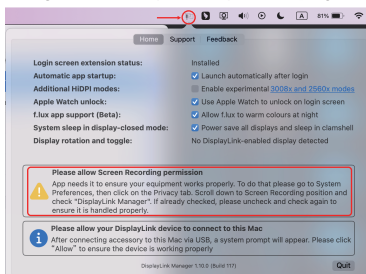 A 81%
Home Support Feedback
Login screen extension status: Installed
Automatic app startup: Launch automatically after login
Additional HiDPI modes: Enable experimental 3008x and 2560x modes
Apple Watch unlock: Use Apple Watch to unlock on login screen
f.lux app support (Beta): Allow f.lux to warm colours at night
System sleep in display-closed mode: Power save all displays and sleep in clamshell
Display rotation and toggle: No DisplayLink-enabled display detected
Please allow Screen Recording permission
App needs it to ensure your equipment works properly. To do that please go to System
Preferences, then click on the Privacy tab. Scroll down to Screen Recording position and
check "DisplayLink Manager". If already checked, please uncheck and check again to
ensure it is handled properly.
Please allow your DisplayLink device to connect to this Mac
After connecting accessory to this Mac via USB, a system prompt will appear. Please click
"Allow" to ensure the device is working properly
DisplayLink Manager 1.10.0 (Build 117) Quit